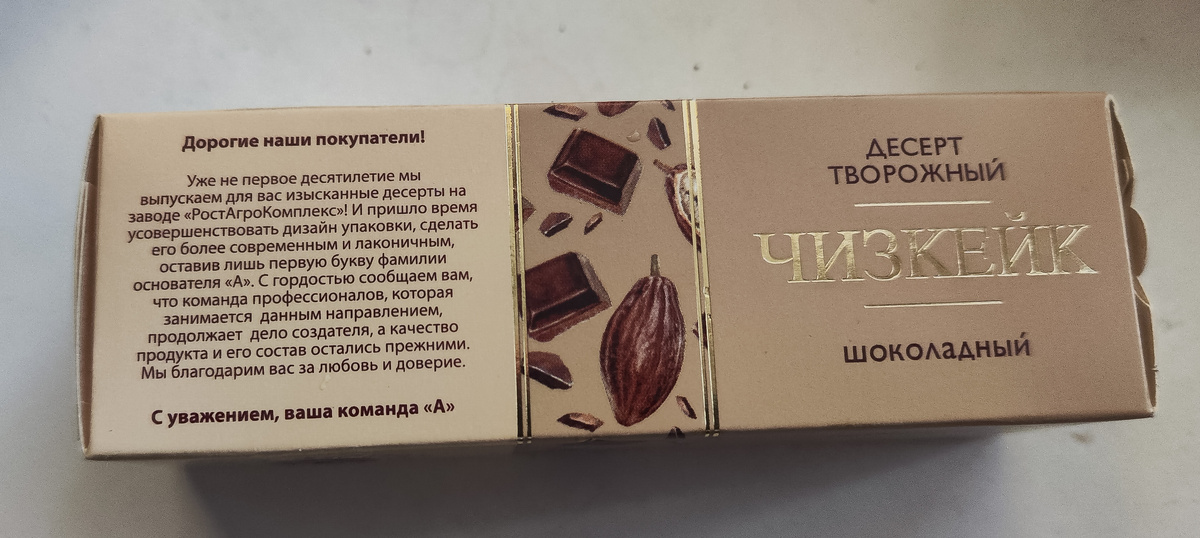 Дорогие наши покупатели!
Уже не первое десятилетие мы
выпускаем для вас изысканные десерты на
заводе «РостАгроКомплекс»! И пришло время
усовершенствовать дизайн упаковки, сделать
его более современным и лаконичным,
оставив лишь первую букву фамилии
основателя «А». С гордостью сообщаем вам,
что команда профессионалов, которая
занимается данным направлением,
продолжает дело создателя, а качество
продукта и его состав остались прежними.
Мы благодарим вас за любовь и доверие.
С уважением, ваша команда «А»
ДЕСЕРТ
ТВОРОЖНЫЙ
ЧИЗКЕЙК
ШОКОЛАДНЫЙ